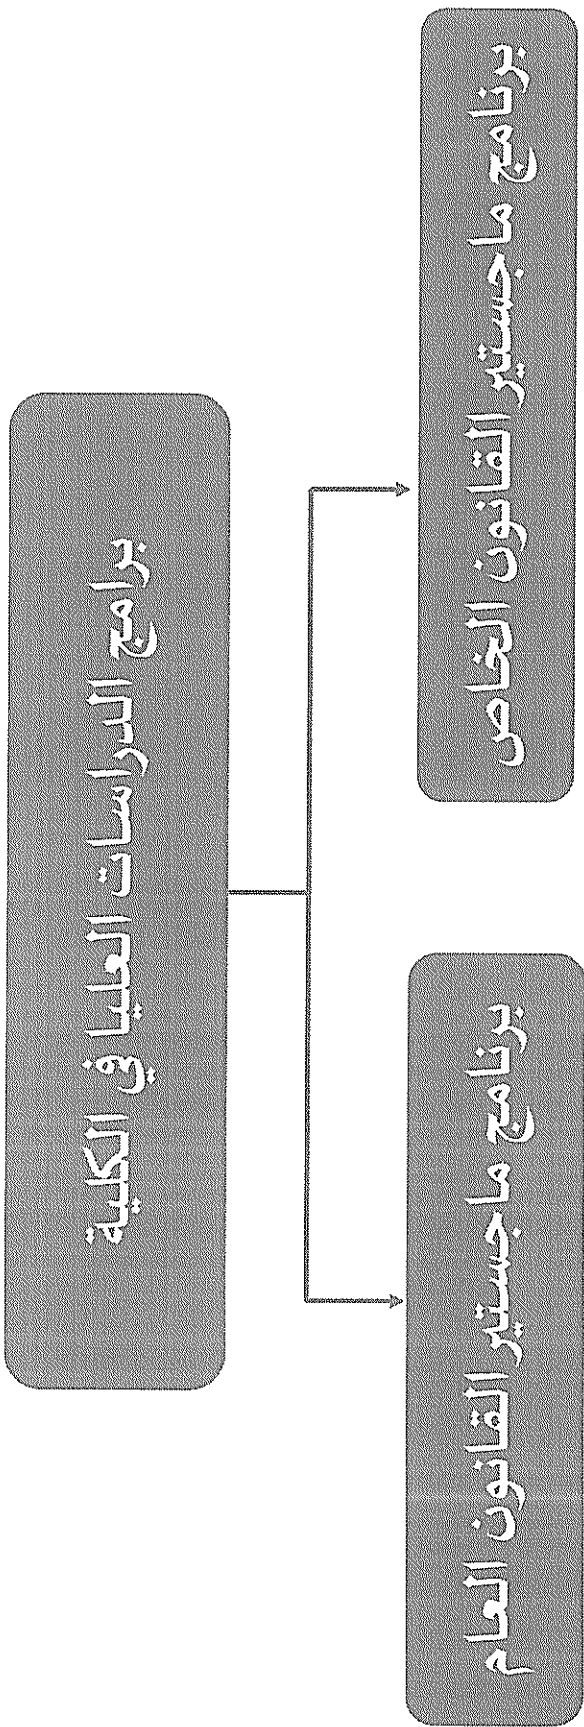 برامج الدراسات العليا في الكلية
برنامج ماجستير القانون الخاص
برنامج ماجستير القانون العام